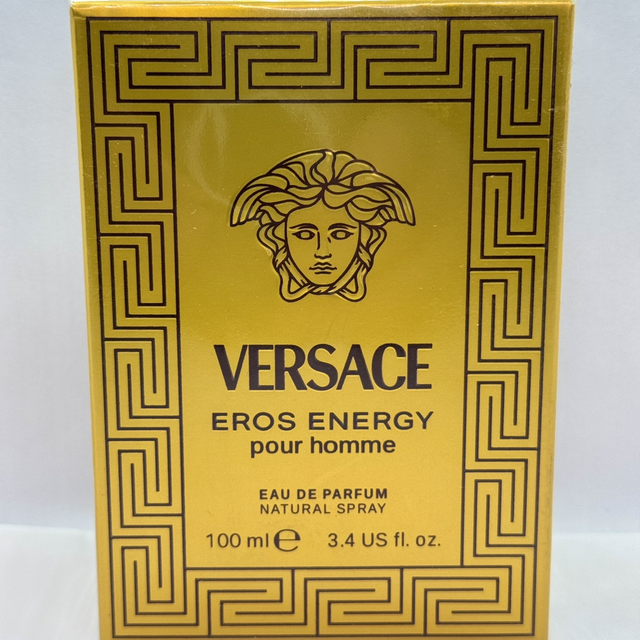 VERSACE
EROS ENERGY
pour homme
EAU DE PARFUM
NATURAL SPRAY
100 ml ℮ 3.4 US fl. oz.